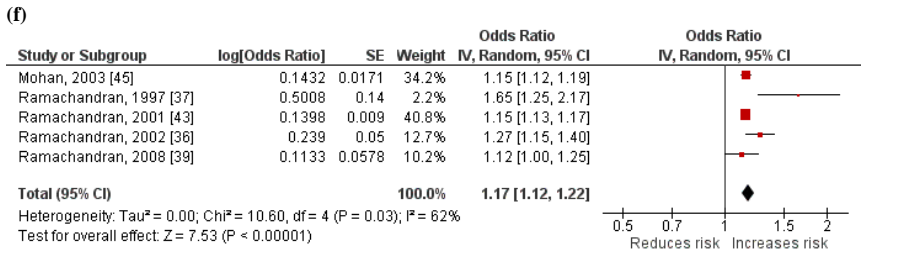 (f)
Odds Ratio Odds Ratio
Study or Subgroup log[Odds Ratio] SE Weight IV, Random, 95% CI IV, Random, 95% CI
Mohan, 2003 [45] 0.1432 0.0171 34.2% 1.15 [1.12, 1.19]
Ramachandran, 1997 [37] 0.5008 0.14 2.2% 1.65 [1.25, 2.17]
Ramachandran, 2001 [43] 0.1398 0.009 40.8% 1.15 [1.13, 1.17]
Ramachandran, 2002 [36] 0.239 0.05 12.7% 1.27 [1.15, 1.40]
Ramachandran, 2008 [39] 0.1133 0.0578 10.2% 1.12 [1.00, 1.25]
Total (95% CI) 100.0% 1.17 [1.12, 1.22]
Heterogeneity: Tau² = 0.00; Chi² = 10.60, df = 4 (P = 0.03); I² = 62%
Test for overall effect: Z = 7.53 (P < 0.00001)
0.5 0.7 1 1.5 2
Reduces risk Increases risk